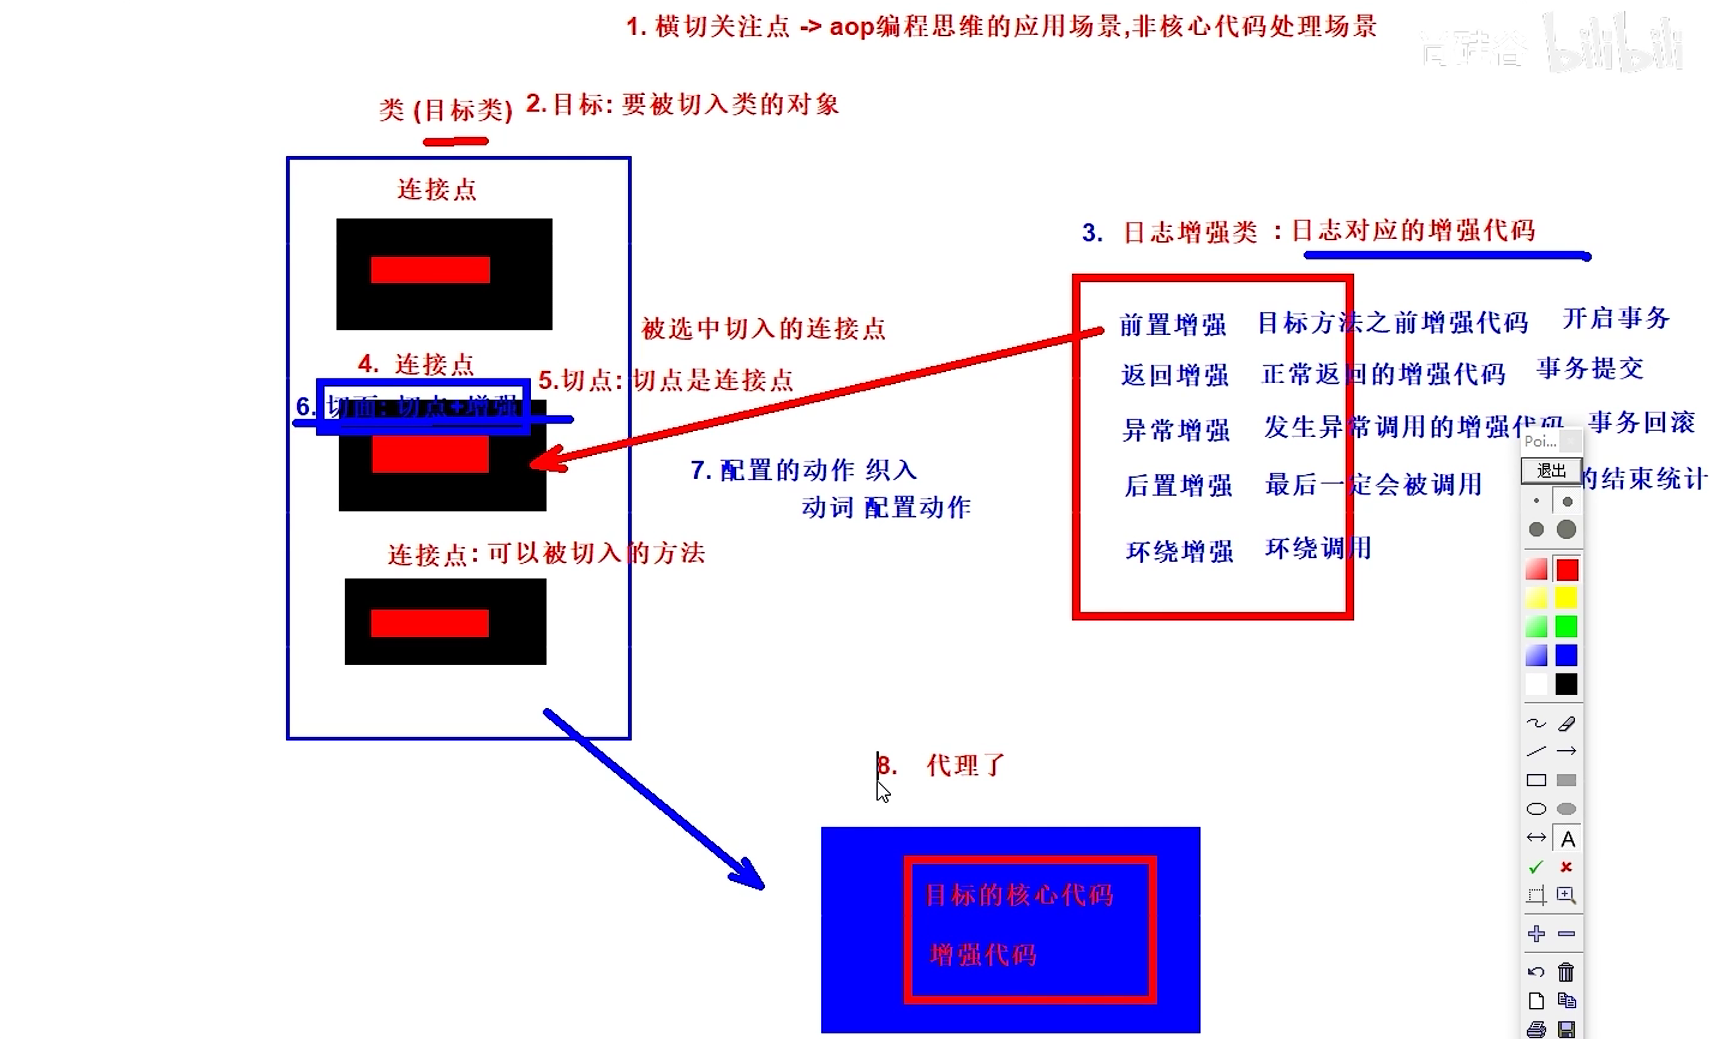 1. 横切关注点 -> aop编程思维的应用场景,非核心代码处理场景
尚硅谷 bilibili
类 (目标类) 2.目标: 要被切入类的对象
连接点
3. 日志增强类 : 日志对应的增强代码
前置增强 目标方法之前增强代码 开启事务
被选中切入的连接点
4. 连接点
返回增强 正常返回的增强代码 事务提交
5.切点: 切点是连接点
6. 切面: 切点+增强
异常增强 发生异常调用的增强代码 事务回滚
Poi...
退出
7. 配置的动作 织入
后置增强 最后一定会被调用 的结束统计
动词 配置动作
连接点: 可以被切入的方法
环绕增强 环绕调用
8. 代理了
A
目标的核心代码
增强代码